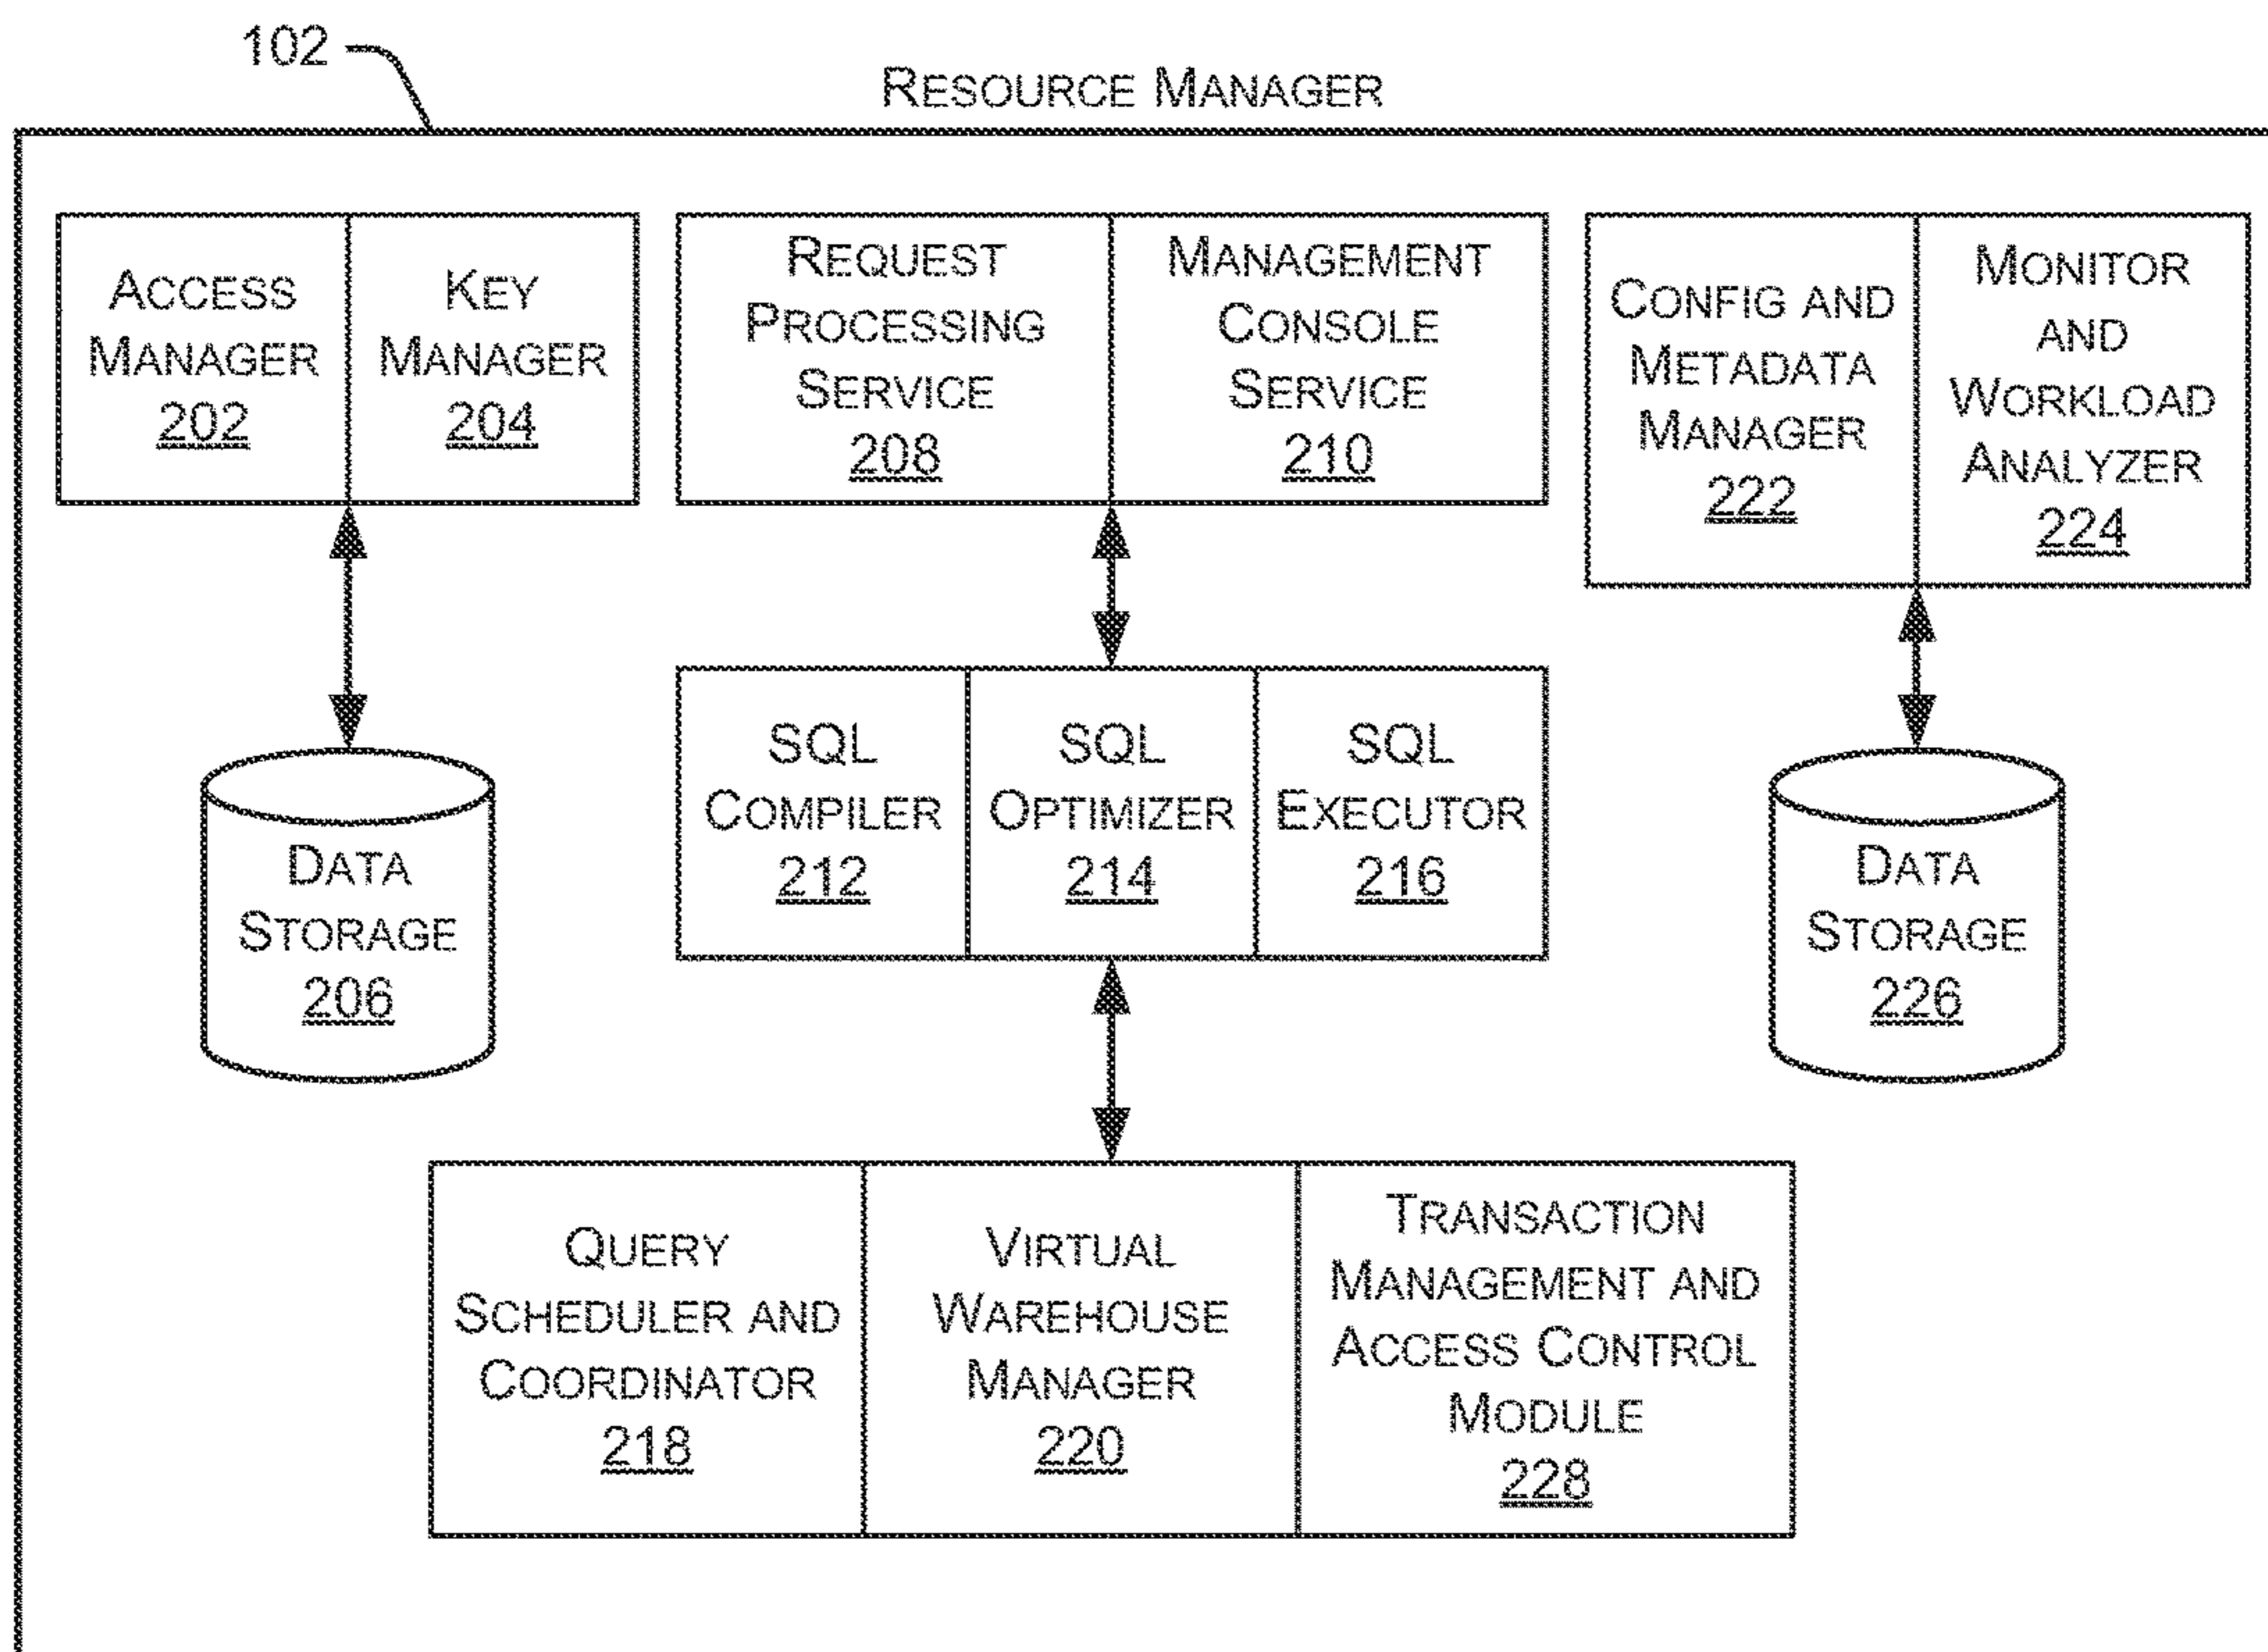 102
RESOURCE MANAGER
ACCESS
MANAGER
202
KEY
MANAGER
204
REQUEST
PROCESSING
SERVICE
208
MANAGEMENT
CONSOLE
SERVICE
210
CONFIG AND
METADATA
MANAGER
222
MONITOR
AND
WORKLOAD
ANALYZER
224
DATA
STORAGE
206
SQL
COMPILER
212
SQL
OPTIMIZER
214
SQL
EXECUTOR
216
DATA
STORAGE
226
QUERY
SCHEDULER AND
COORDINATOR
218
VIRTUAL
WAREHOUSE
MANAGER
220
TRANSACTION
MANAGEMENT AND
ACCESS CONTROL
MODULE
228